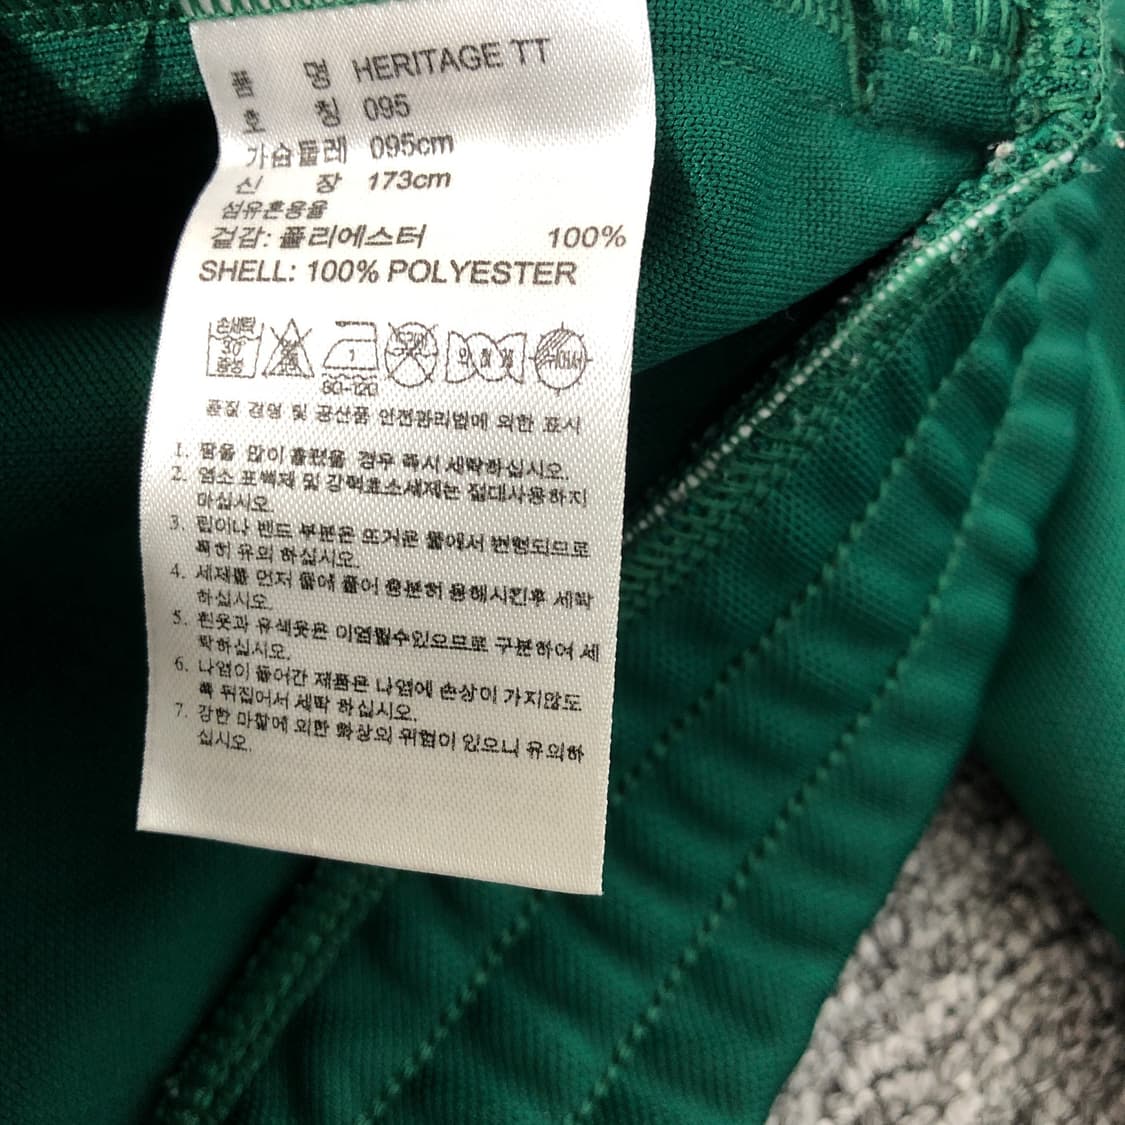 품 명 HERITAGE TT
호 칭 095
가슴둘레 095cm
신 장 173cm
섬유혼용율
겉감: 폴리에스터 100%
SHELL: 100% POLYESTER
손세탁 30° 중성 1 80-120
품질 경영 및 공산품 안전관리법에 의한 표시
1. 땀을 많이 흘렸을 경우 즉시 세탁하십시오.
2. 염소 표백제 및 강력효소세제는 절대사용하지
마십시오.
3. 립이나 밴드 부분은 뜨거운 물에서 변형되므로
특히 유의 하십시오.
4. 세제를 먼저 물에 풀어 충분히 용해시킨후 세탁
하십시오.
5. 흰옷과 유색옷은 이염될수있으므로 구분하여 세
탁하십시오.
6. 나염이 들어간 제품은 나염에 손상이 가지않도
록 뒤집어서 세탁 하십시오.
7. 강한 마찰에 의한 화상의 위험이 있으니 유의하
십시오.